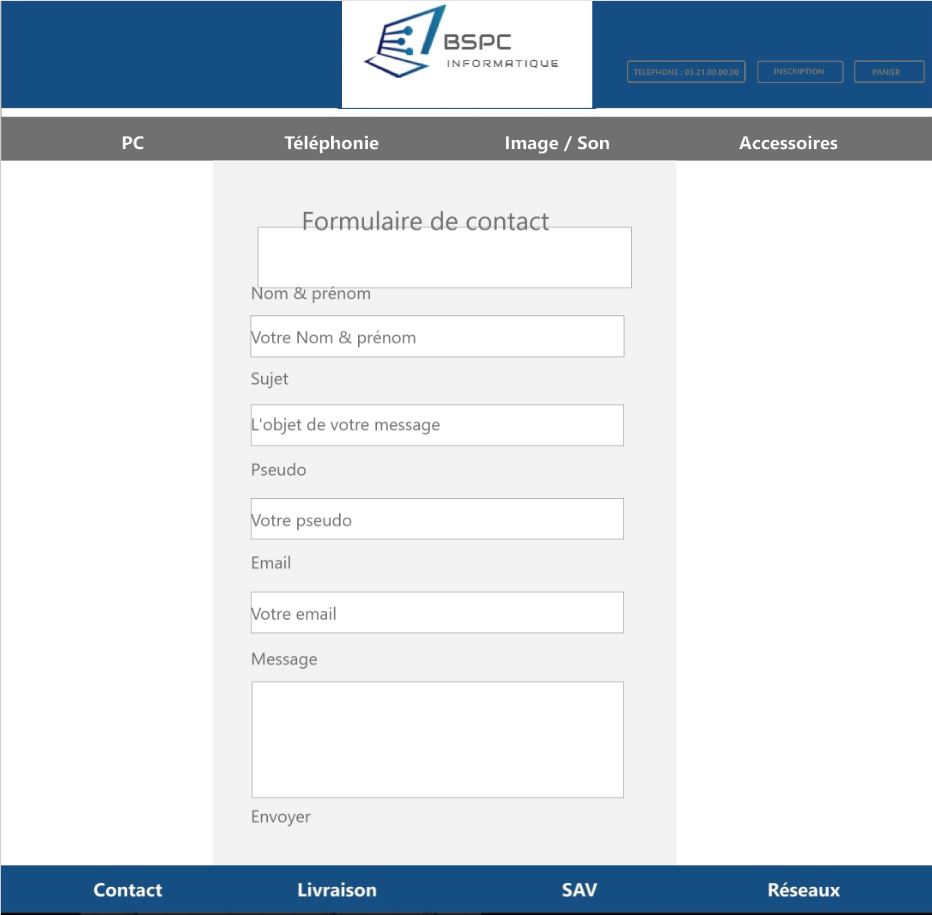 BSPC
INFORMATIQUE
TELEPHONE : 03.21.00.00.00
INSCRIPTION
PANIER
PC
Téléphonie
Image / Son
Accessoires
Formulaire de contact
Nom & prénom
Votre Nom & prénom
Sujet
L'objet de votre message
Pseudo
Votre pseudo
Email
Votre email
Message
Envoyer
Contact
Livraison
SAV
Réseaux